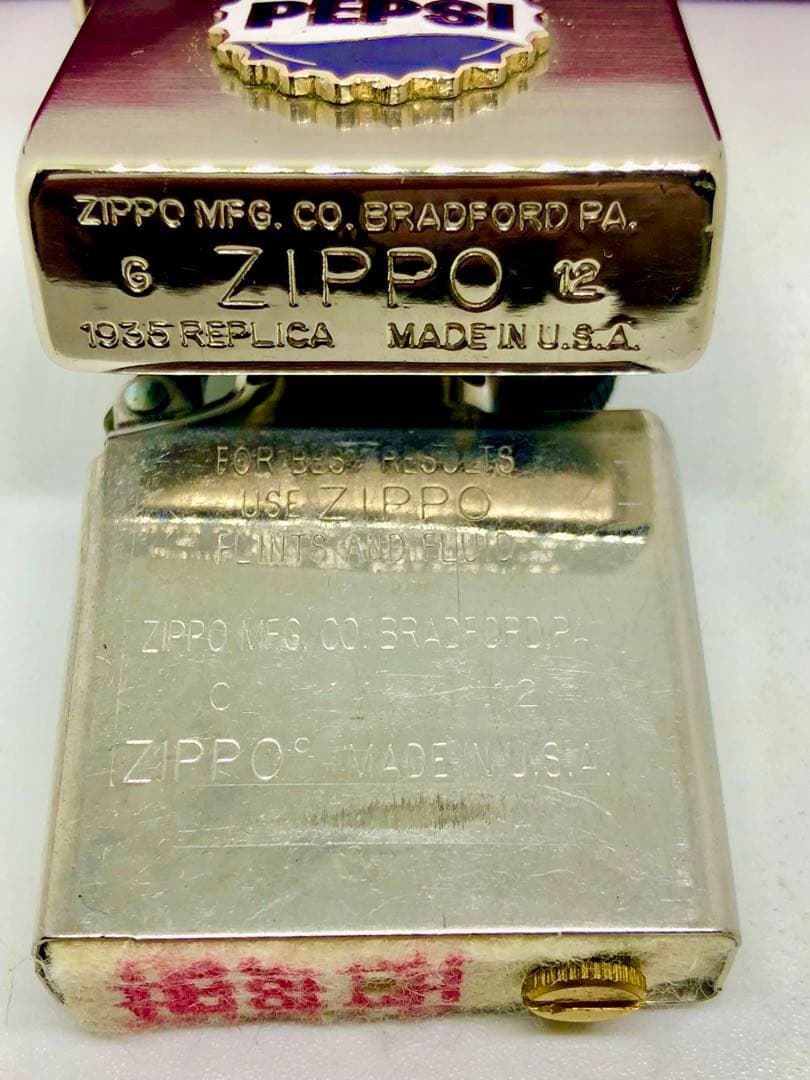 PEPSI
ZIPPO MFG. CO. BRADFORD PA.
G ZIPPO 12
1935 REPLICA MADE IN U.S.A.
FOR BEST RESULTS
USE ZIPPO
FLINTS AND FLUID
ZIPPO MFG. CO. BRADFORD, PA
C 12
ZIPPO® MADE IN U.S.A.